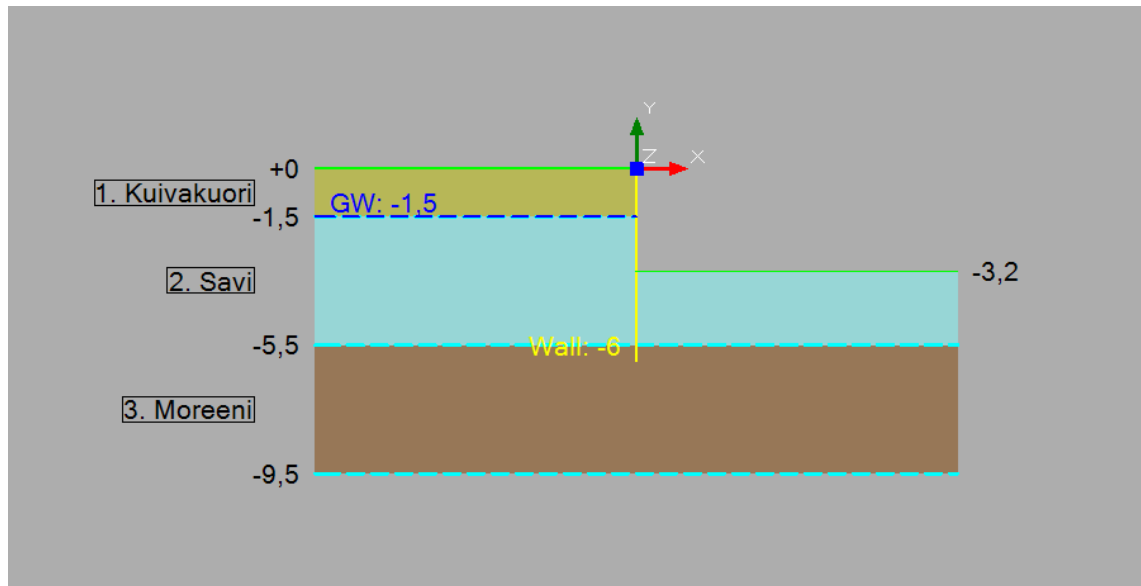 Y
Z
X
+0
1. Kuivakuori
GW: -1,5
-1,5
2. Savi
-3,2
-5,5
Wall: -6
3. Moreeni
-9,5